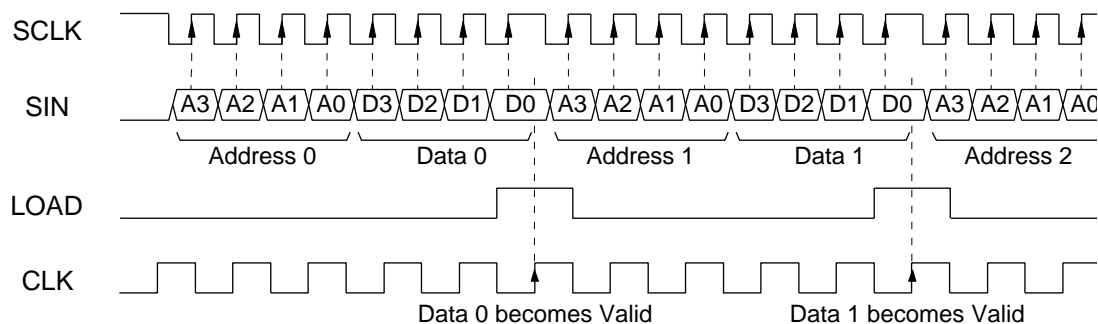 SCLK
SIN A3 A2 A1 A0 D3 D2 D1 D0 A3 A2 A1 A0 D3 D2 D1 D0 A3 A2 A1 A0
Address 0 Data 0 Address 1 Data 1 Address 2
LOAD
CLK
Data 0 becomes Valid Data 1 becomes Valid